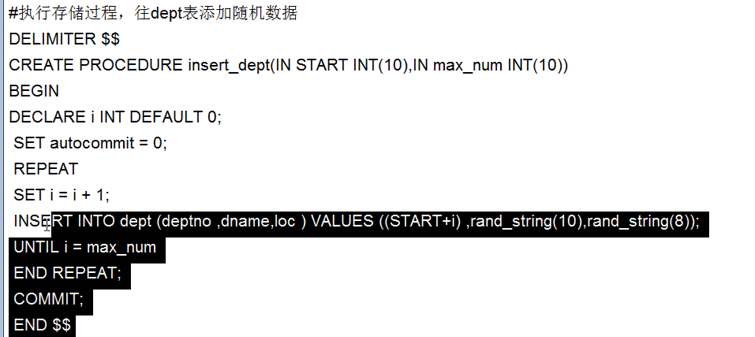 #执行存储过程，往dept表添加随机数据
DELIMITER $$
CREATE PROCEDURE insert_dept(IN START INT(10),IN max_num INT(10))
BEGIN
DECLARE i INT DEFAULT 0;
SET autocommit = 0;
REPEAT
SET i = i + 1;
INSERT INTO dept (deptno ,dname,loc ) VALUES ((START+i) ,rand_string(10),rand_string(8));
UNTIL i = max_num
END REPEAT;
COMMIT;
END $$